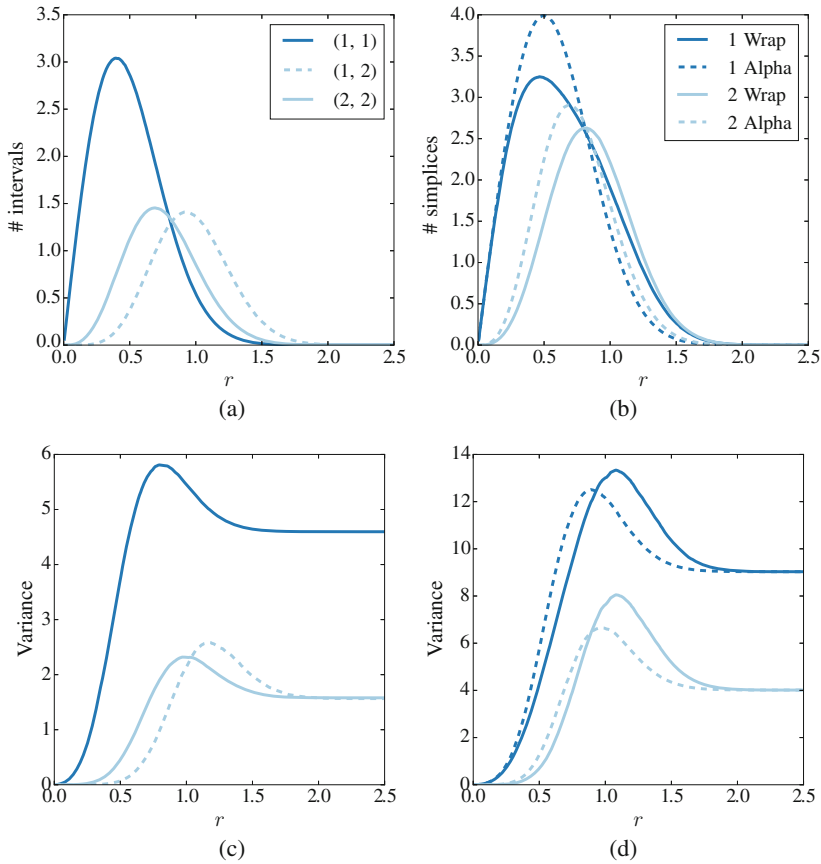 3.5
3.0
2.5
2.0
1.5
1.0
0.5
0.0
# intervals
(1, 1)
(1, 2)
(2, 2)
0.0 0.5 1.0 1.5 2.0 2.5
r
(a)
4.0
3.5
3.0
2.5
2.0
1.5
1.0
0.5
0.0
# simplices
1 Wrap
1 Alpha
2 Wrap
2 Alpha
0.0 0.5 1.0 1.5 2.0 2.5
r
(b)
6
5
4
3
2
1
0
Variance
0.0 0.5 1.0 1.5 2.0 2.5
r
(c)
14
12
10
8
6
4
2
0
Variance
0.0 0.5 1.0 1.5 2.0 2.5
r
(d)